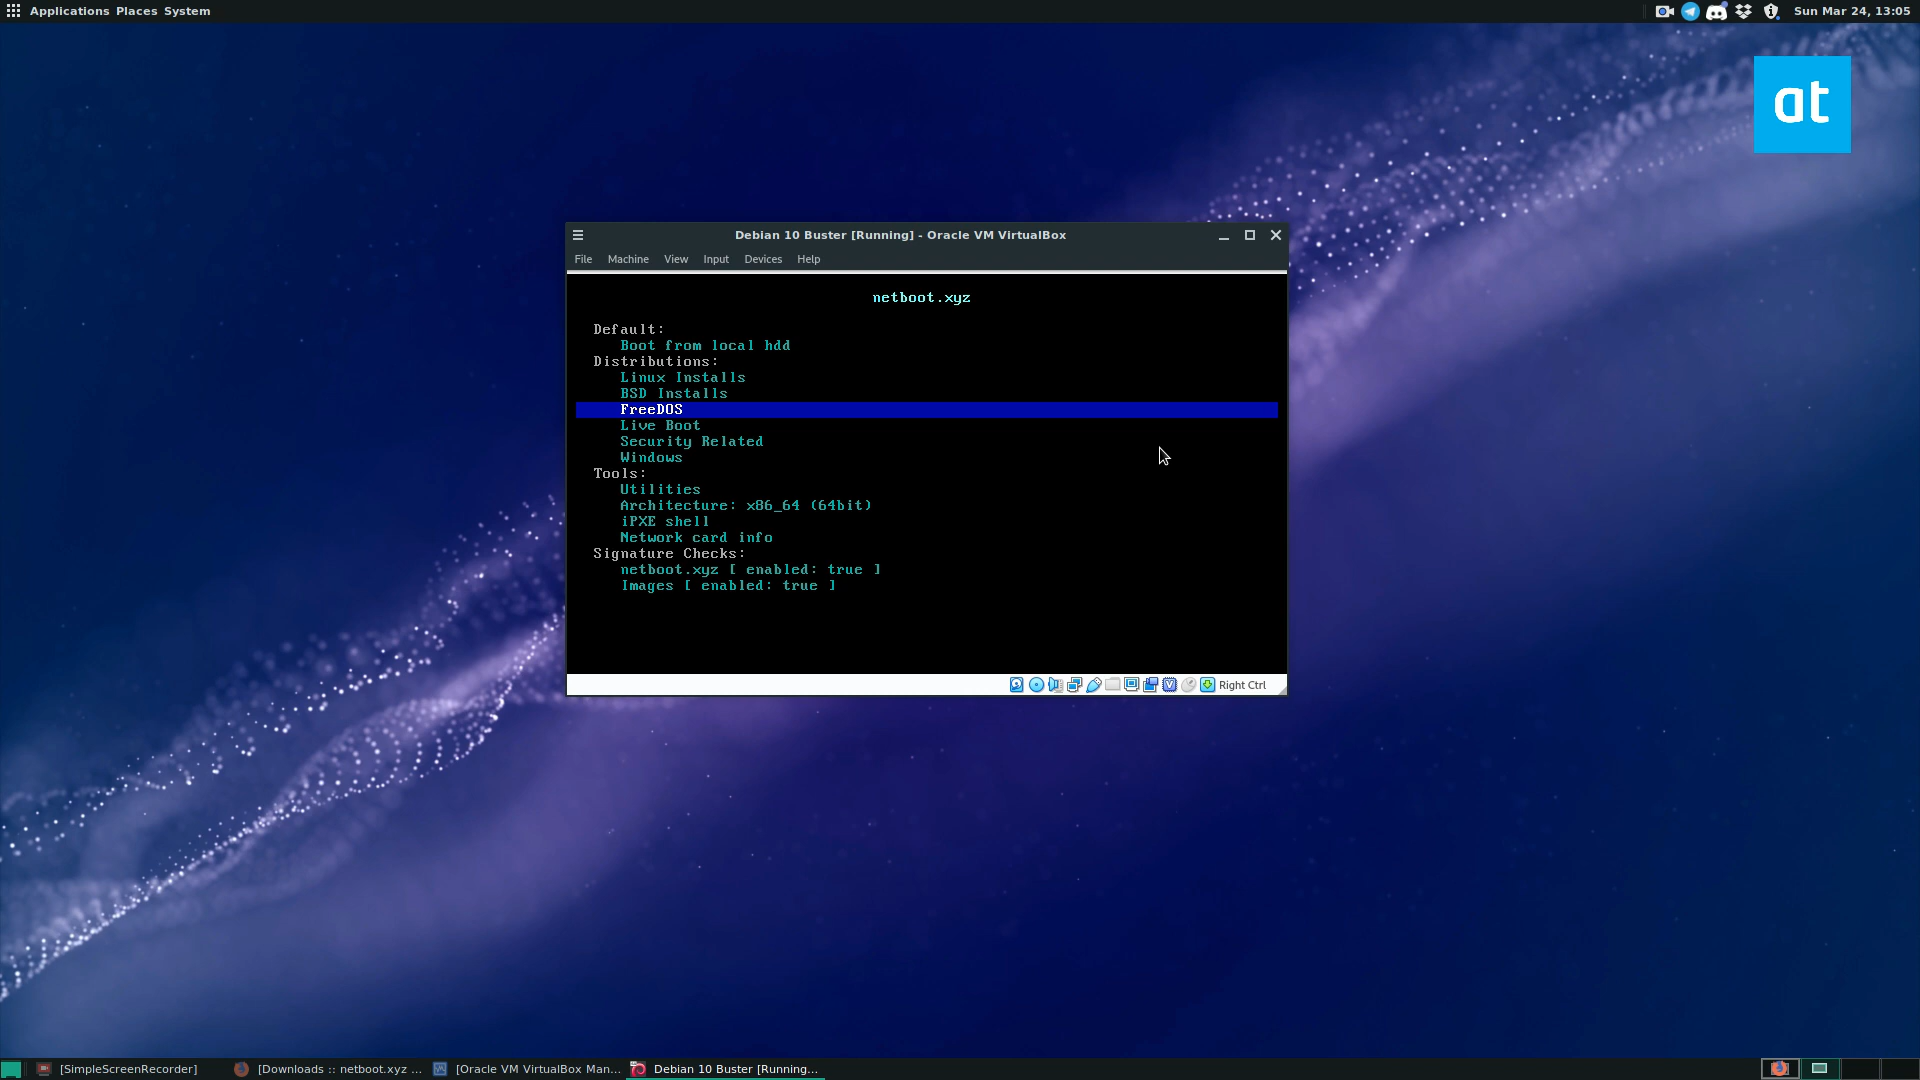 Applications Places System
Sun Mar 24, 13:05
at
Debian 10 Buster [Running] - Oracle VM VirtualBox
File Machine View Input Devices Help
netboot.xyz
Default:
Boot from local hdd
Distributions:
Linux Installs
BSD Installs
FreeDOS
Live Boot
Security Related
Windows
Tools:
Utilities
Architecture: x86_64 (64bit)
iPXE shell
Network card info
Signature Checks:
netboot.xyz [ enabled: true ]
Images [ enabled: true ]
Right Ctrl
[SimpleScreenRecorder] [Downloads :: netboot.xyz ... [Oracle VM VirtualBox Man... Debian 10 Buster [Running...